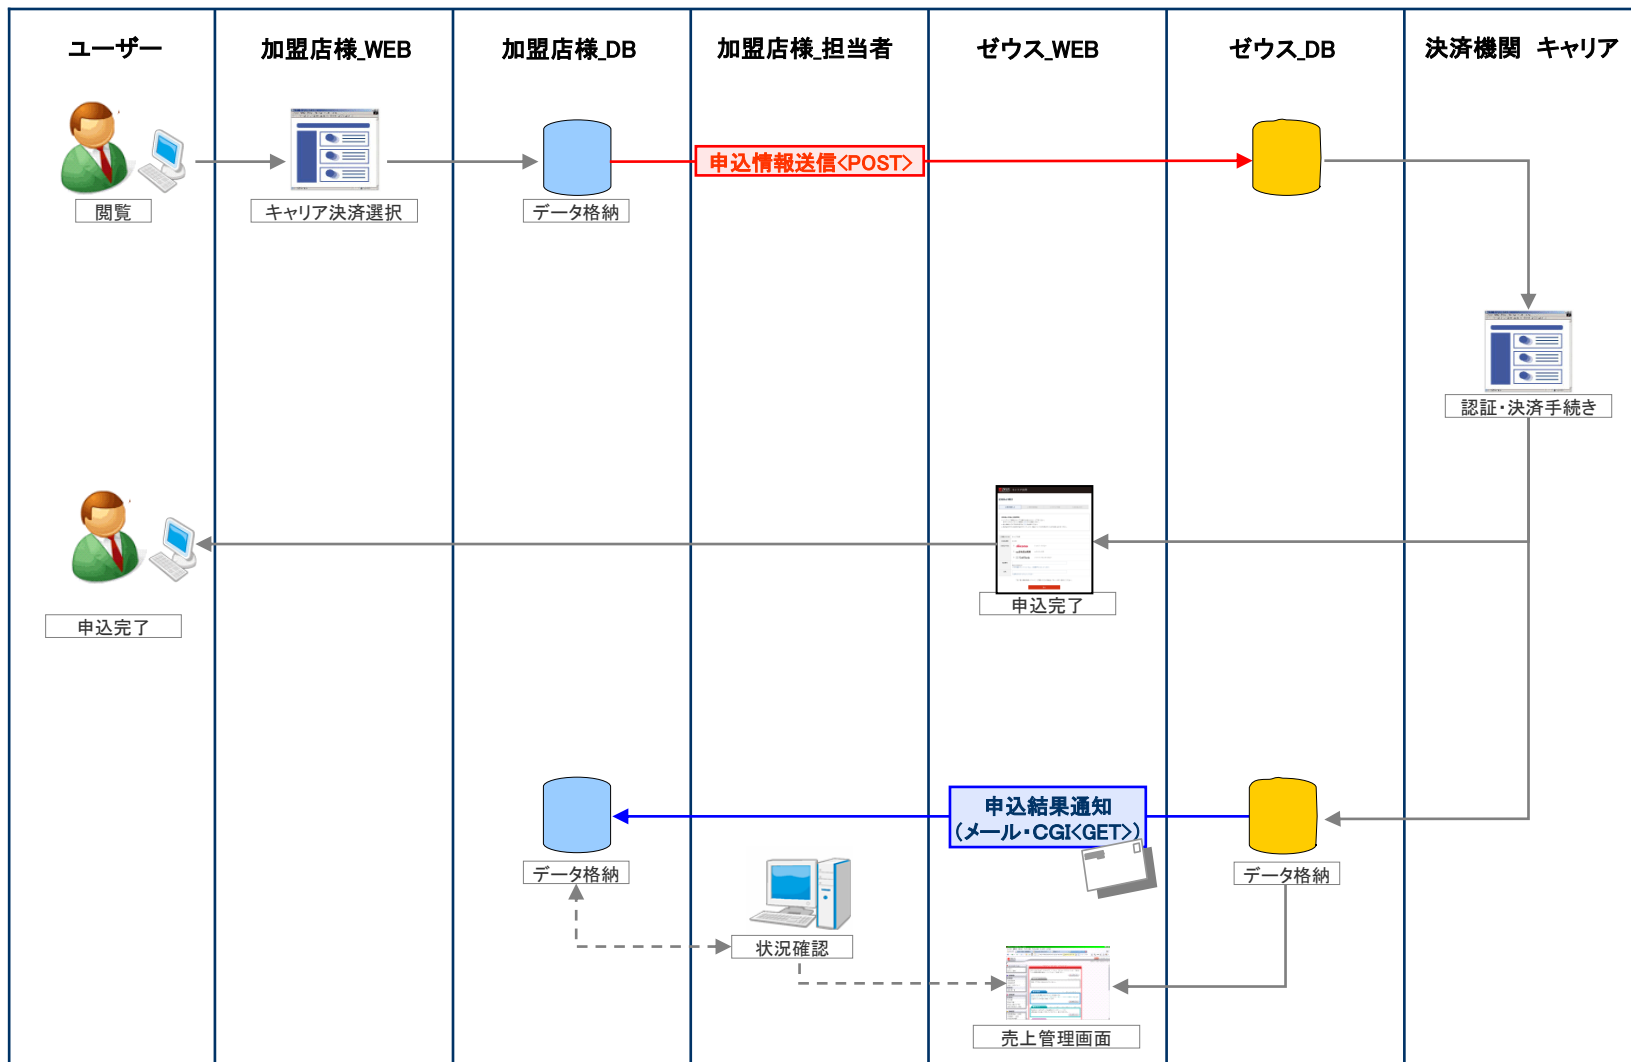 ユーザー
加盟店様_WEB
加盟店様_DB
加盟店様_担当者
ゼウス_WEB
ゼウス_DB
決済機関 キャリア
申込情報送信<POST>
閲覧
キャリア決済選択
データ格納
認証・決済手続き
申込完了
申込完了
申込結果通知
(メール・CGI<GET>)
データ格納
データ格納
状況確認
売上管理画面